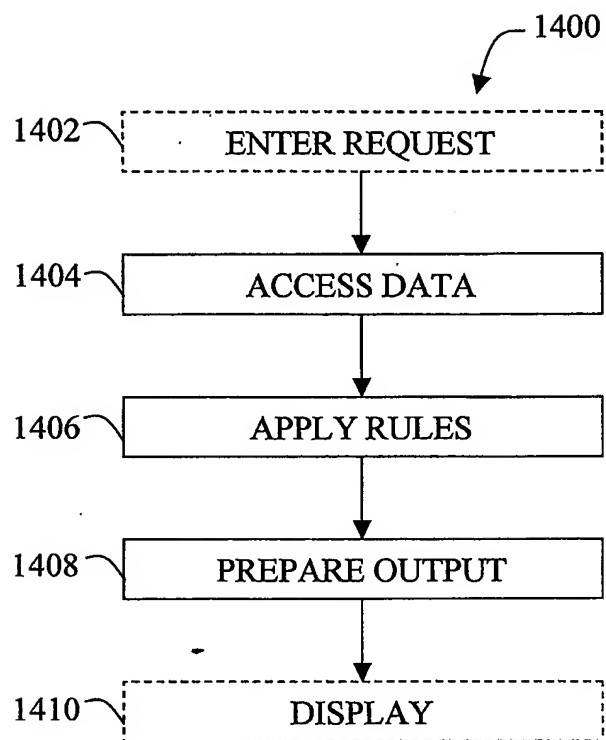 1400
1402 ENTER REQUEST
1404 ACCESS DATA
1406 APPLY RULES
1408 PREPARE OUTPUT
1410 DISPLAY